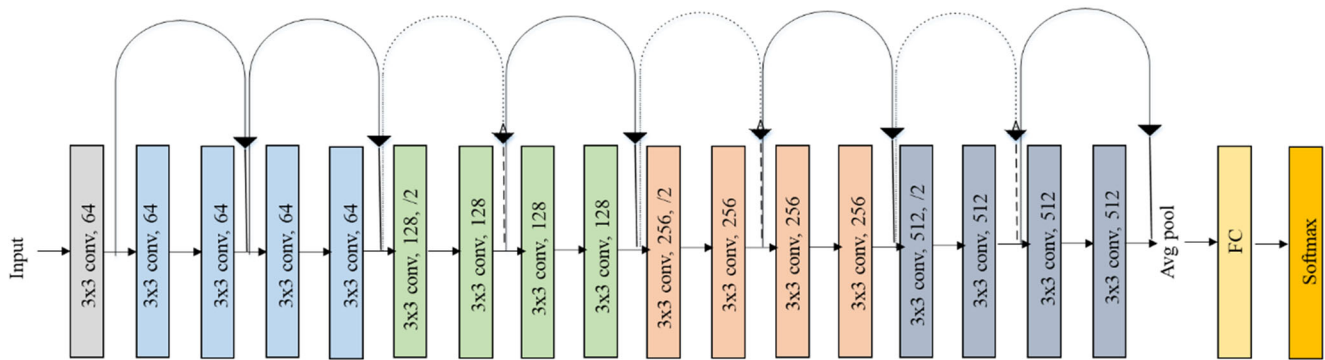 Input
3x3 conv, 64
3x3 conv, 64
3x3 conv, 64
3x3 conv, 64
3x3 conv, 64
3x3 conv, 128, /2
3x3 conv, 128
3x3 conv, 128
3x3 conv, 128
3x3 conv, 256, /2
3x3 conv, 256
3x3 conv, 256
3x3 conv, 256
3x3 conv, 512, /2
3x3 conv, 512
3x3 conv, 512
3x3 conv, 512
Avg pool
FC
Softmax